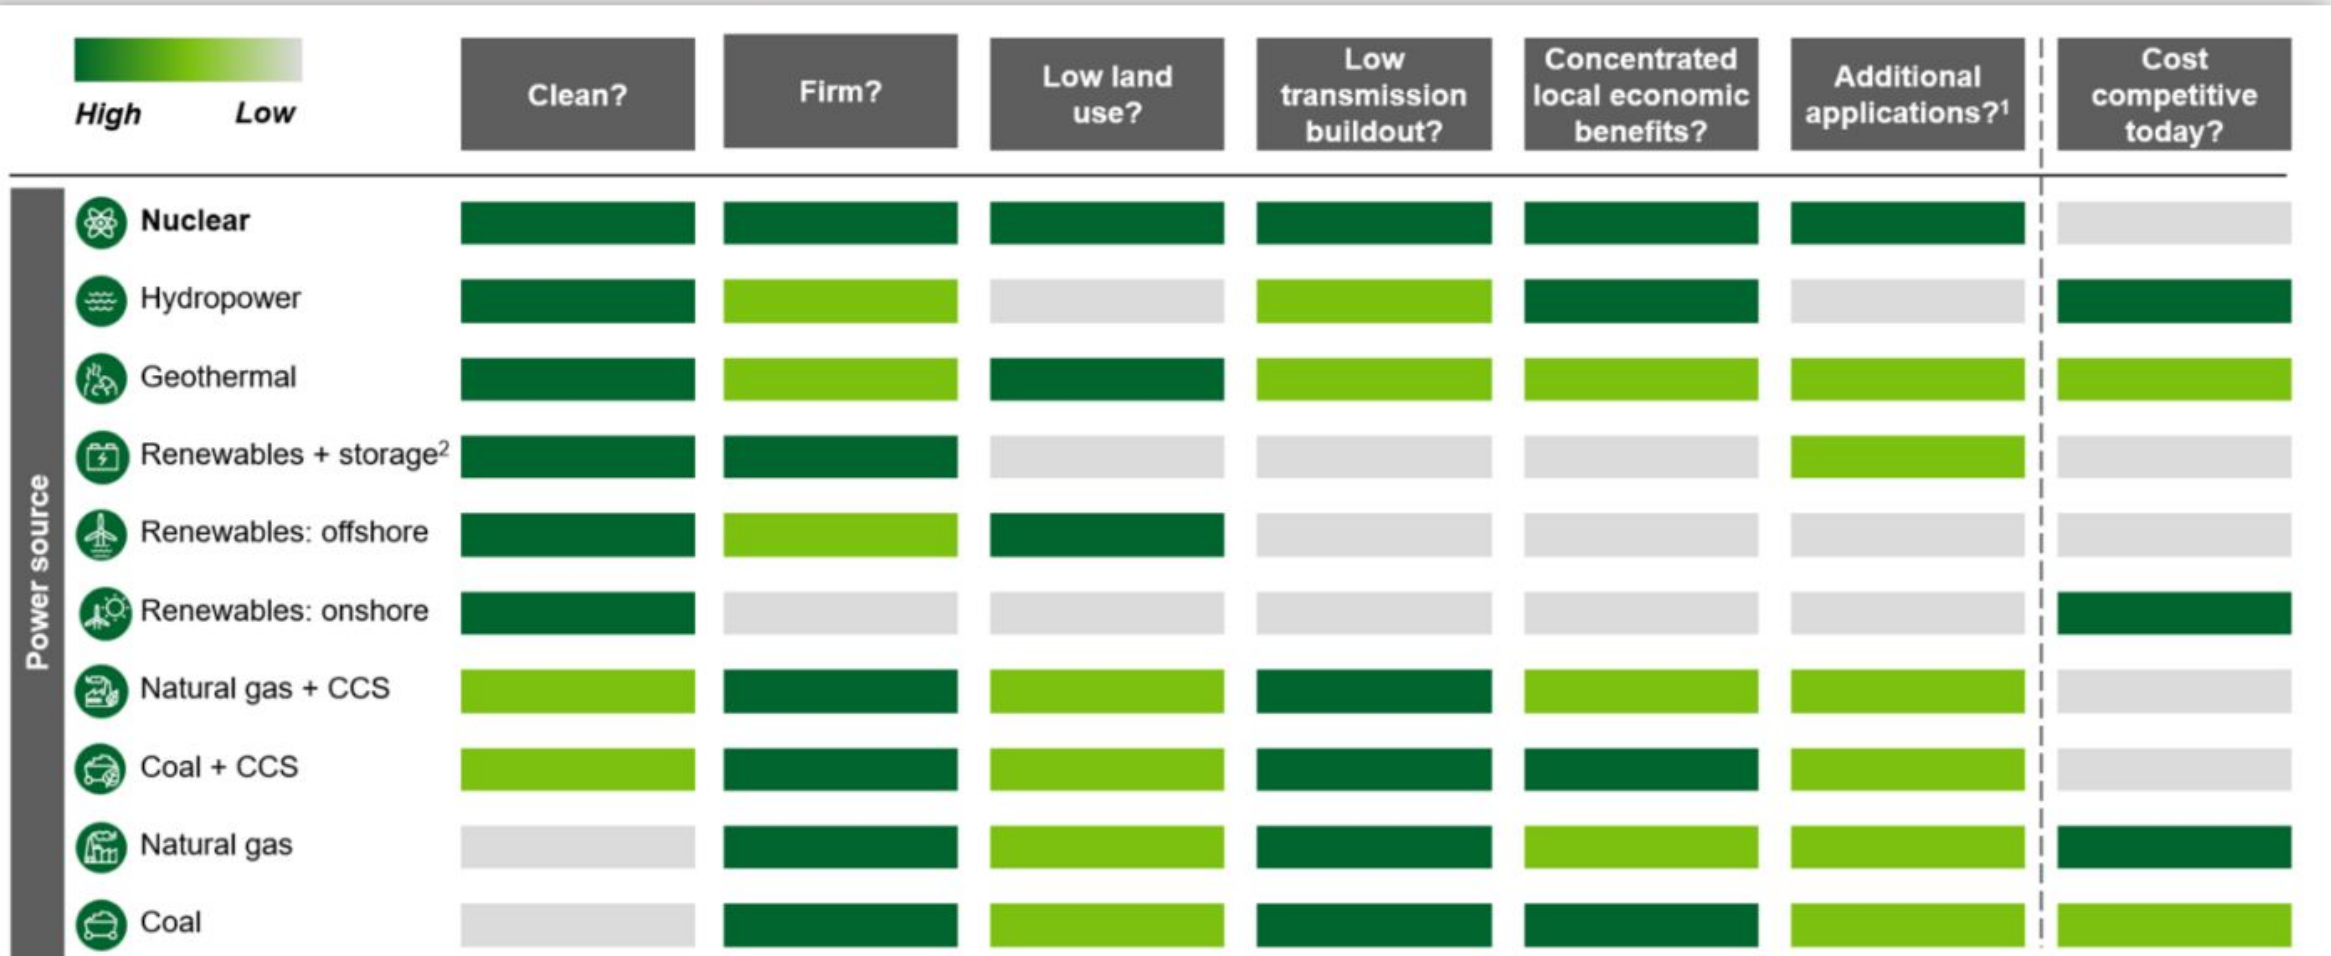 High Low
Clean?
Firm?
Low land
use?
Low
transmission
buildout?
Concentrated
local economic
benefits?
Additional
applications?¹
Cost
competitive
today?
Power source
Nuclear
Hydropower
Geothermal
Renewables + storage²
Renewables: offshore
Renewables: onshore
Natural gas + CCS
Coal + CCS
Natural gas
Coal